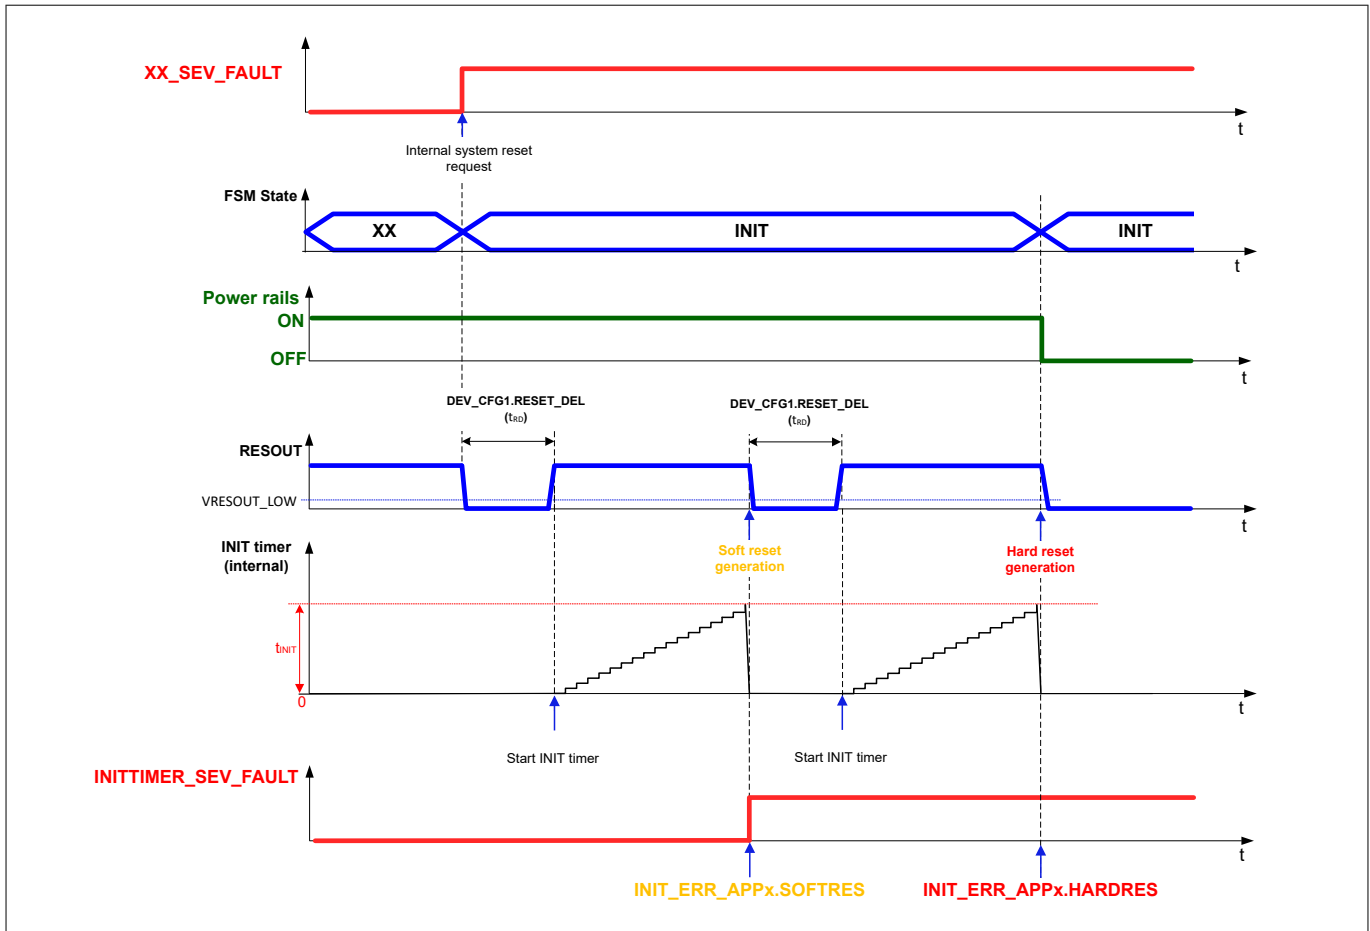 XX_SEV_FAULT
t
Internal system reset
request
FSM State
XX
INIT
INIT
t
Power rails
ON
OFF
t
DEV_CFG1.RESET_DEL
(tRD)
DEV_CFG1.RESET_DEL
(tRD)
RESOUT
VRESOUT_LOW
t
INIT timer
(internal)
Soft reset
generation
Hard reset
generation
tINIT
0
t
Start INIT timer
Start INIT timer
INITTIMER_SEV_FAULT
t
INIT_ERR_APPx.SOFTRES
INIT_ERR_APPx.HARDRES